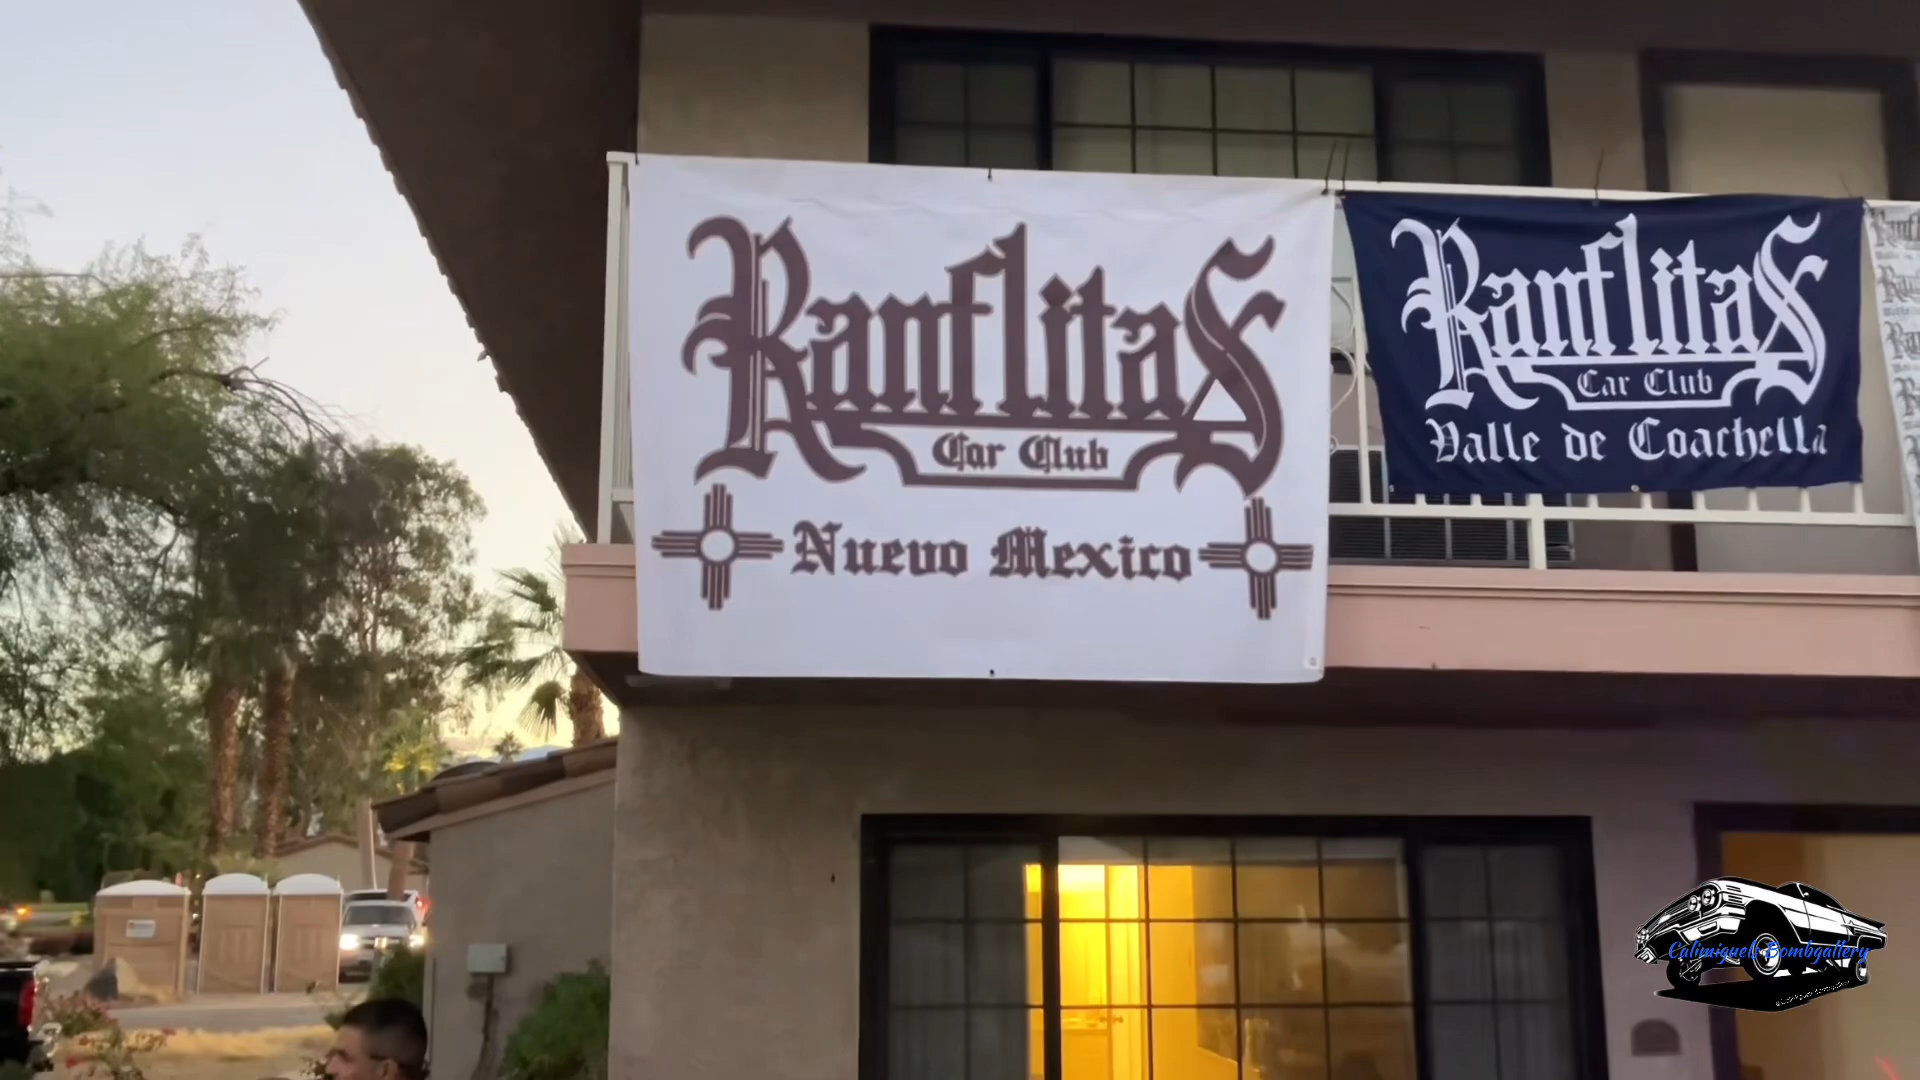 Ranflitas
Car Club
Nuevo Mexico
Ranflitas
Car Club
Valle de Coachella
Calimiguels Bombgallery